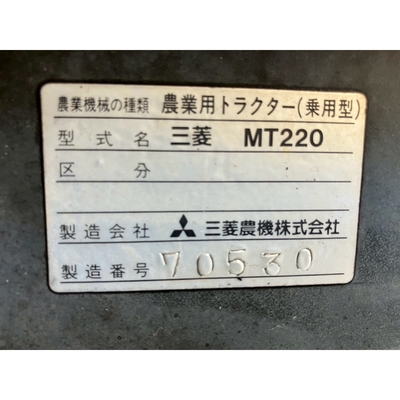 農業機械の種類 農業用トラクター(乗用型)
型式名 三菱 MT220
区分
製造会社 三菱農機株式会社
製造番号 70530